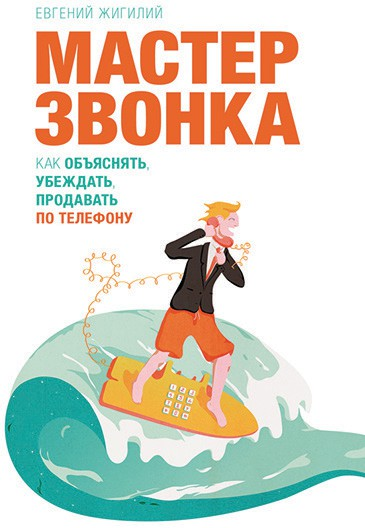 ЕВГЕНИЙ ЖИГИЛИЙ
МАСТЕР
ЗВОНКА
КАК ОБЪЯСНЯТЬ,
УБЕЖДАТЬ,
ПРОДАВАТЬ
ПО ТЕЛЕФОНУ